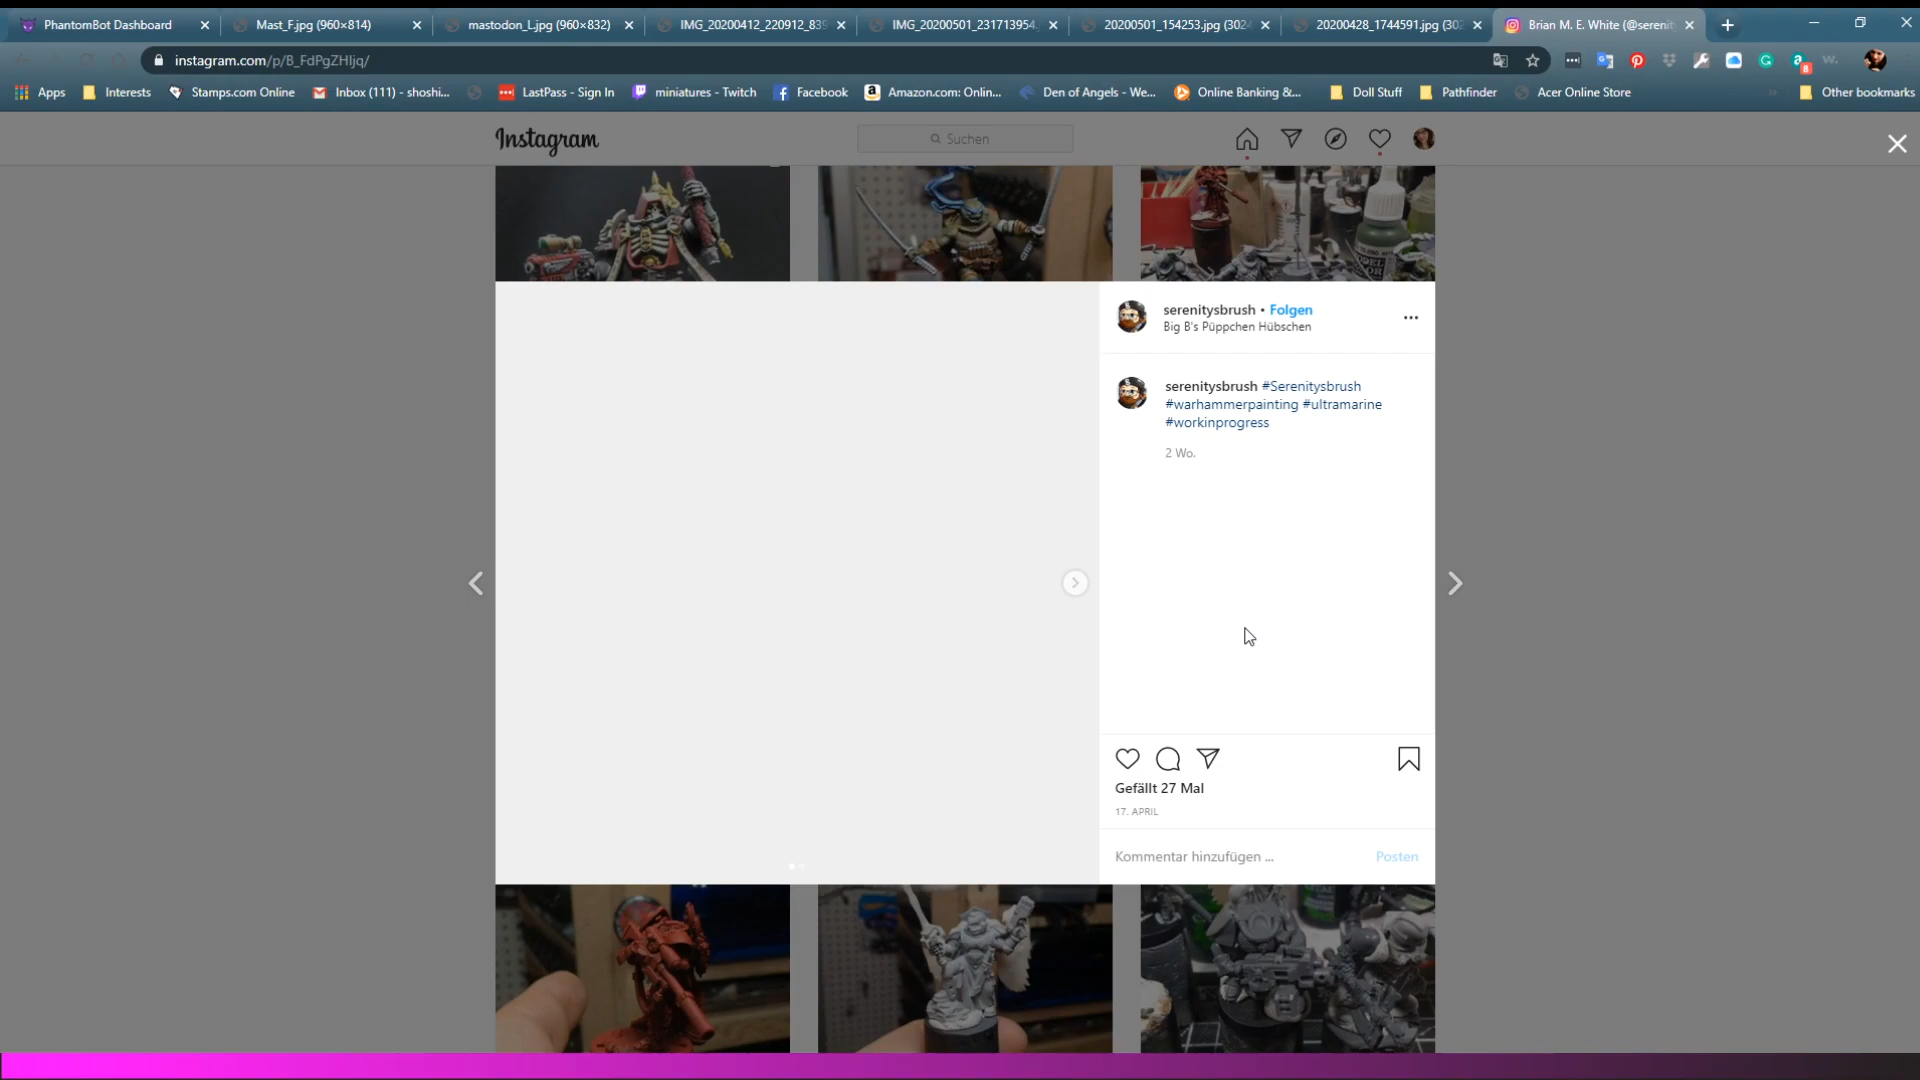 PhantomBot Dashboard
Mast_F.jpg (960×814)
mastodon_L.jpg (960×832)
IMG_20200412_220912_839
IMG_20200501_231713954.
20200501_154253.jpg (302
20200428_1744591.jpg (302
Brian M. E. White (@serenit
instagram.com/p/B_FdPgZHIjq/
Apps
Interests
Stamps.com Online
Inbox (111) - shoshi...
LastPass - Sign In
miniatures - Twitch
Facebook
Amazon.com: Onlin...
Den of Angels - We...
Online Banking &...
Doll Stuff
Pathfinder
Acer Online Store
Other bookmarks
Instagram
Suchen
serenitysbrush • Folgen
Big B's Püppchen Hübschen
serenitysbrush #Serenitysbrush
#warhammerpainting #ultramarine
#workinprogress
2 Wo.
Gefällt 27 Mal
17. APRIL
Kommentar hinzufügen ...
Posten